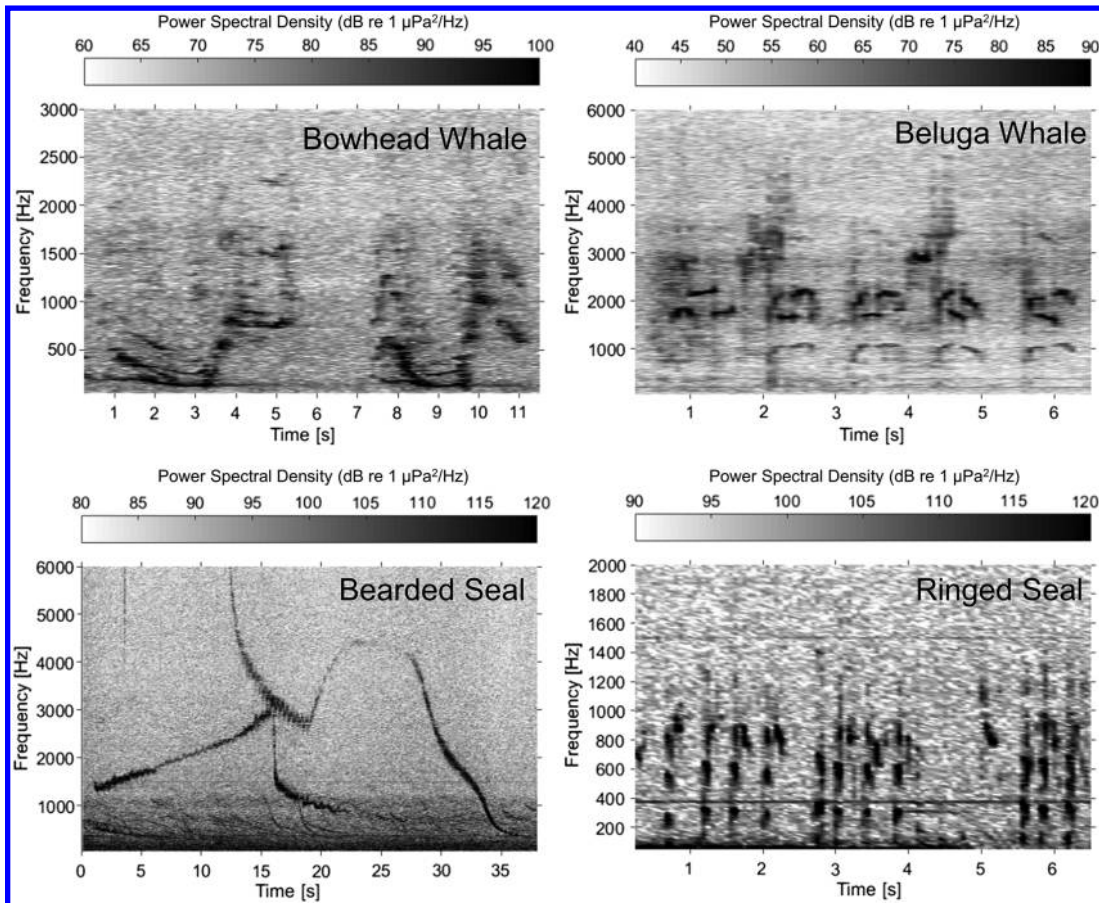 Power Spectral Density (dB re 1 µPa²/Hz)
60 65 70 75 80 85 90 95 100
3000
2500
2000
1500
1000
500
Frequency [Hz]
Bowhead Whale
1 2 3 4 5 6 7 8 9 10 11
Time [s]
Power Spectral Density (dB re 1 µPa²/Hz)
40 45 50 55 60 65 70 75 80 85 90
6000
5000
4000
3000
2000
1000
Frequency [Hz]
Beluga Whale
1 2 3 4 5 6
Time [s]
Power Spectral Density (dB re 1 µPa²/Hz)
80 85 90 95 100 105 110 115 120
6000
5000
4000
3000
2000
1000
Frequency [Hz]
Bearded Seal
0 5 10 15 20 25 30 35
Time [s]
Power Spectral Density (dB re 1 µPa²/Hz)
90 95 100 105 110 115 120
2000
1800
1600
1400
1200
1000
800
600
400
200
Frequency [Hz]
Ringed Seal
1 2 3 4 5 6
Time [s]